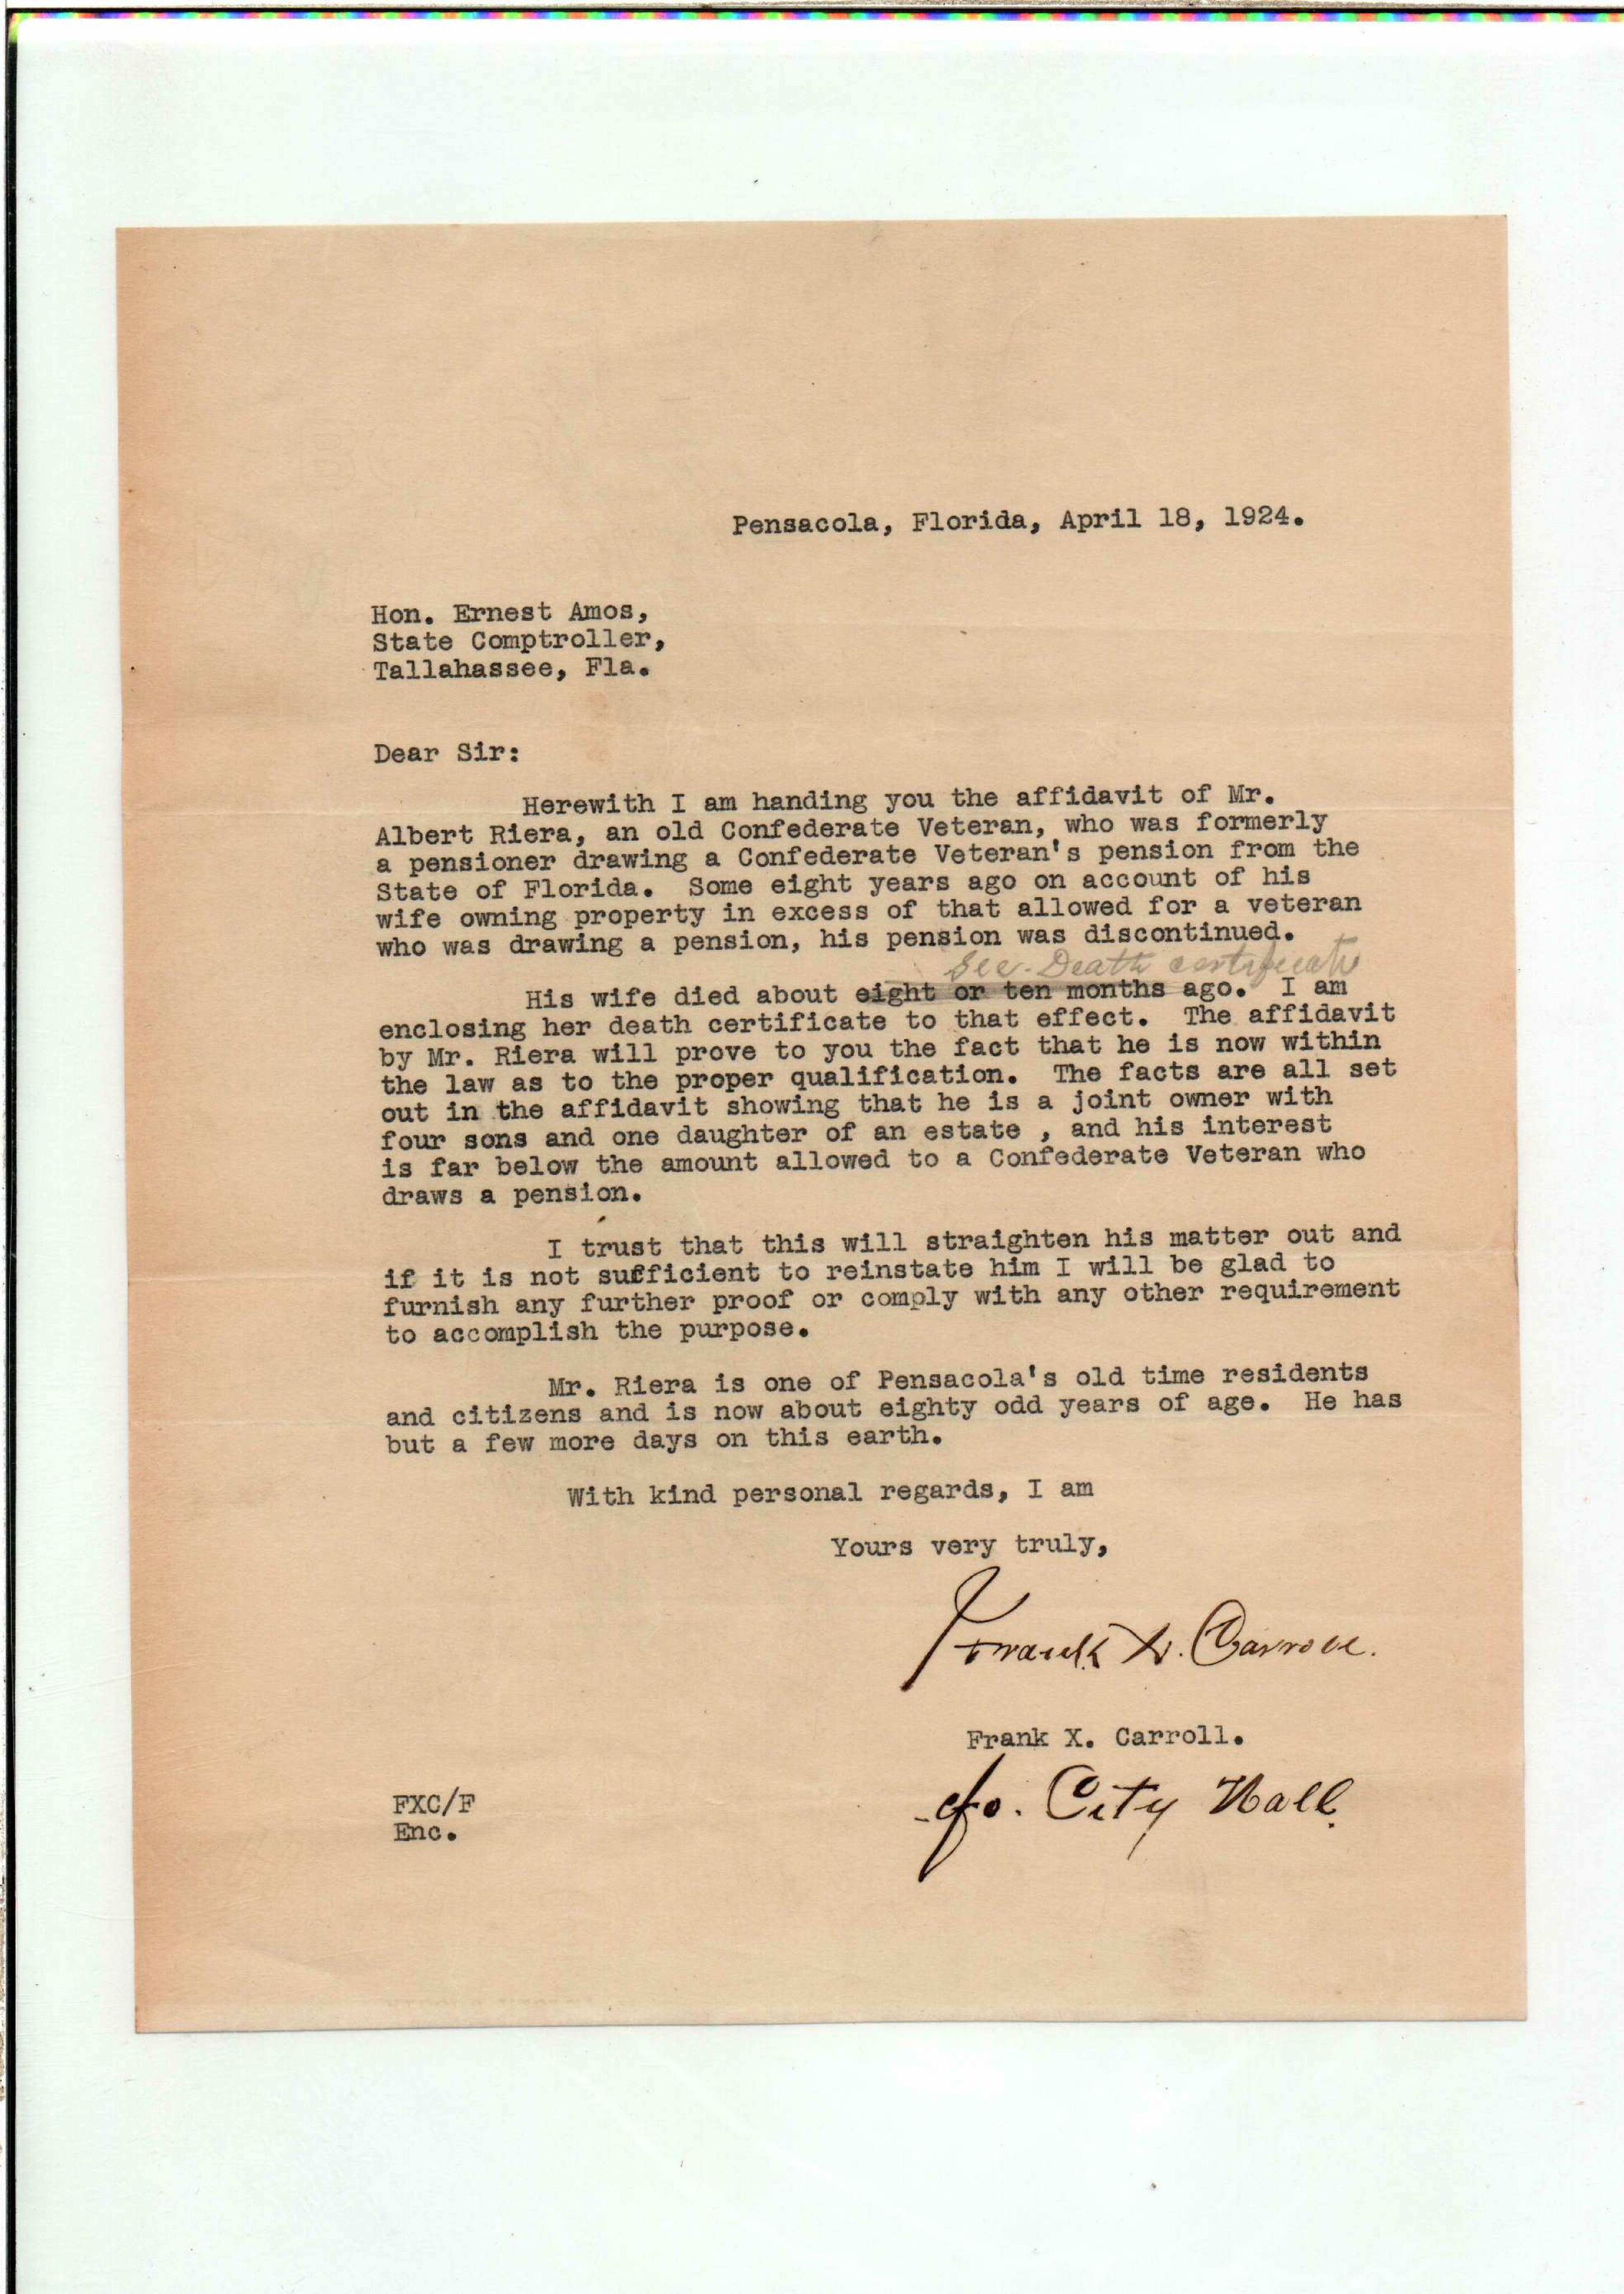 Pensacola, Florida, April 18, 1924.
Hon. Ernest Amos,
State Comptroller,
Tallahassee, Fla.
Dear Sir:
Herewith I am handing you the affidavit of Mr.
Albert Riera, an old Confederate Veteran, who was formerly
a pensioner drawing a Confederate Veteran's pension from the
State of Florida. Some eight years ago on account of his
wife owning property in excess of that allowed for a veteran
who was drawing a pension, his pension was discontinued.
See. Death certificate
His wife died about eight or ten months ago. I am
enclosing her death certificate to that effect. The affidavit
by Mr. Riera will prove to you the fact that he is now within
the law as to the proper qualification. The facts are all set
out in the affidavit showing that he is a joint owner with
four sons and one daughter of an estate , and his interest
is far below the amount allowed to a Confederate Veteran who
draws a pension.
I trust that this will straighten his matter out and
if it is not sufficient to reinstate him I will be glad to
furnish any further proof or comply with any other requirement
to accomplish the purpose.
Mr. Riera is one of Pensacola's old time residents
and citizens and is now about eighty odd years of age. He has
but a few more days on this earth.
With kind personal regards, I am
Yours very truly,
Frank X. Carroll.
Frank X. Carroll.
c/o. City Hall.
FXC/F
Enc.